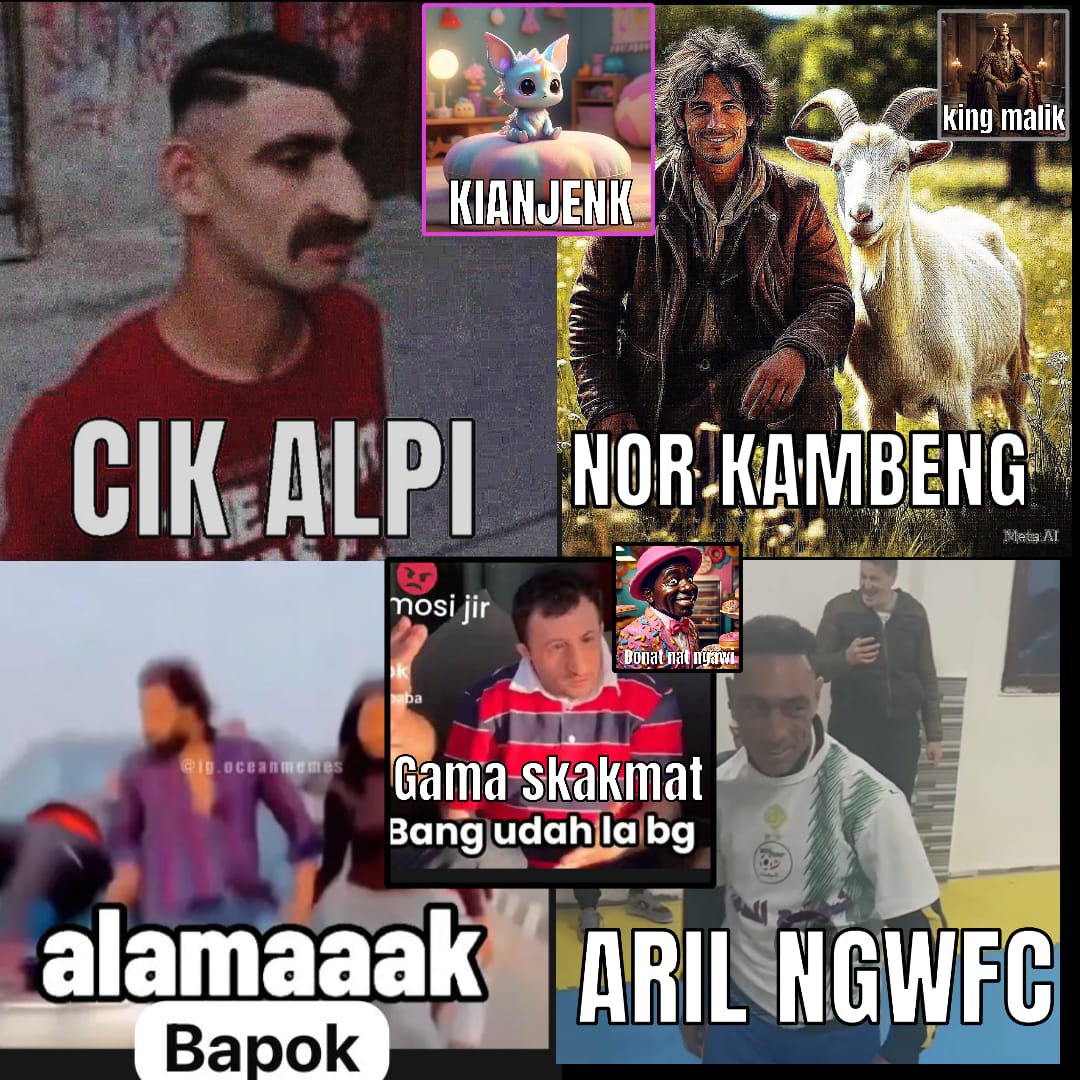 KIANJENK
king malik
CIK ALPI
NOR KAMBENG
Meta AI
mosi jir
Donat nat ngawi
@ig.oceanmemes
Gama skakmat
Bang udah la bg
alamaaak
Bapok
ARIL NGWFC